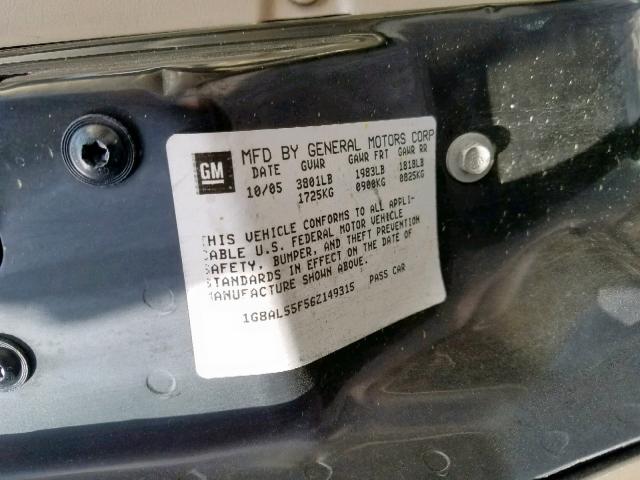 GM MFD BY GENERAL MOTORS CORP
DATE GVWR GAWR FRT GAWR RR
10/05 3801LB 1983LB 1818LB
1725KG 0900KG 0825KG
THIS VEHICLE CONFORMS TO ALL APPLI-
CABLE U.S. FEDERAL MOTOR VEHICLE
SAFETY, BUMPER, AND THEFT PREVENTION
STANDARDS IN EFFECT ON THE DATE OF
MANUFACTURE SHOWN ABOVE.
1G8AL55F56Z149315 PASS CAR